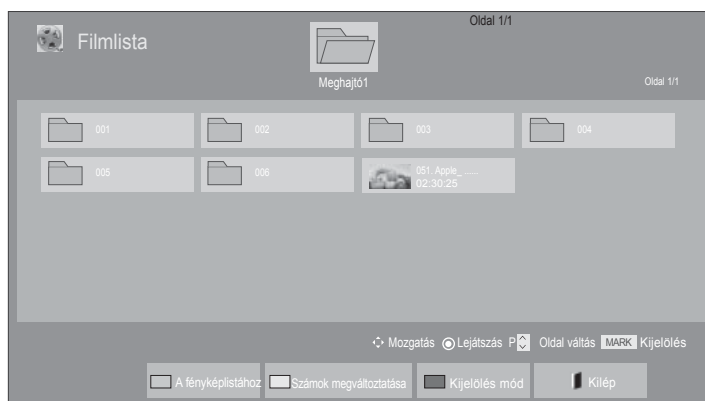 Oldal 1/1
Filmlista
Meghajtó1
Oldal 1/1
001 002 003 004
005 006 051. Apple_ ......
02:30:25
Mozgatás Lejátszás P Oldal váltás MARK Kijelölés
A fényképlistához Számok megváltoztatása Kijelölés mód Kilép